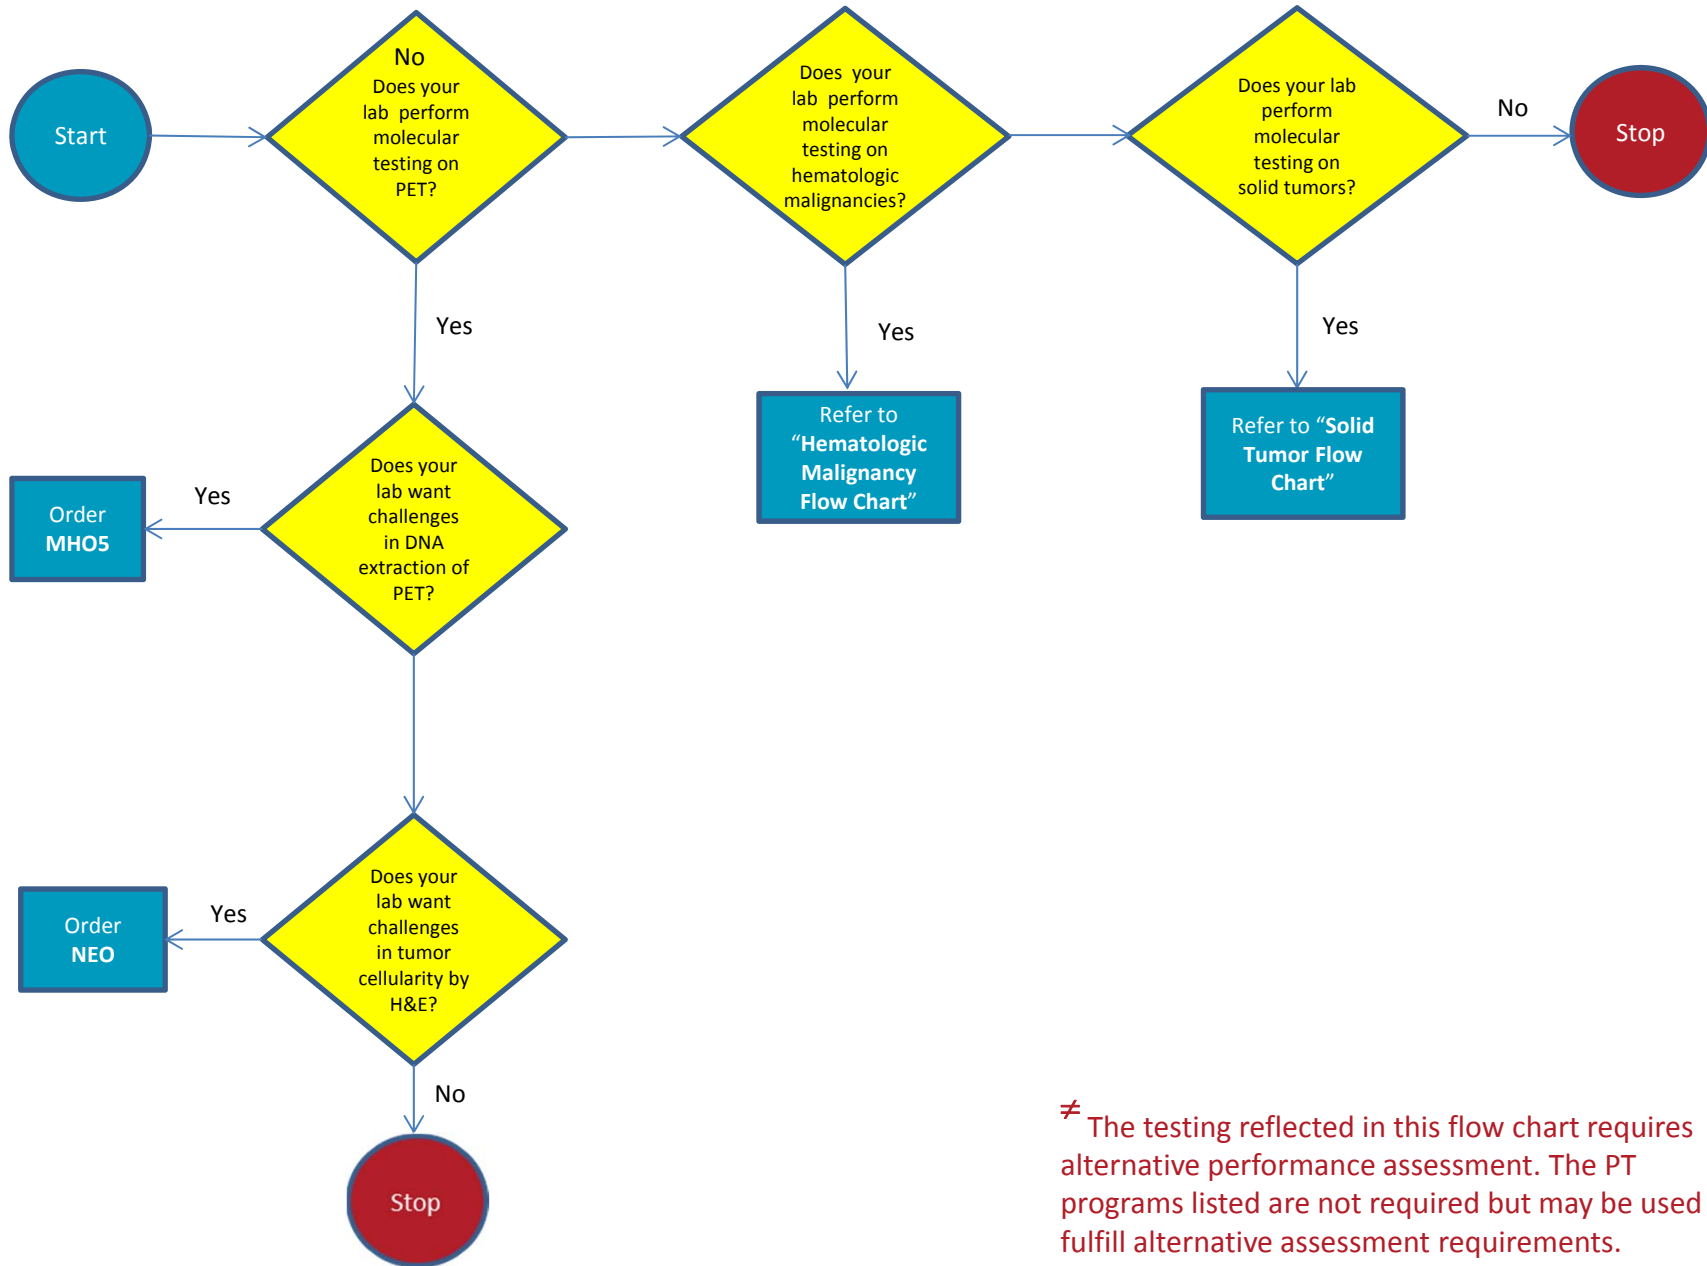 Start
No
Does your
lab perform
molecular
testing on
PET?
Does your
lab perform
molecular
testing on
hematologic
malignancies?
Does your lab
perform
molecular
testing on
solid tumors?
No
Stop
Yes
Yes
Yes
Refer to
“Hematologic
Malignancy
Flow Chart”
Refer to “Solid
Tumor Flow
Chart”
Does your
lab want
challenges
in DNA
extraction of
PET?
Yes
Order
MHO5
Does your
lab want
challenges
in tumor
cellularity by
H&E?
Yes
Order
NEO
No
Stop
≠ The testing reflected in this flow chart requires
alternative performance assessment. The PT
programs listed are not required but may be used
fulfill alternative assessment requirements.